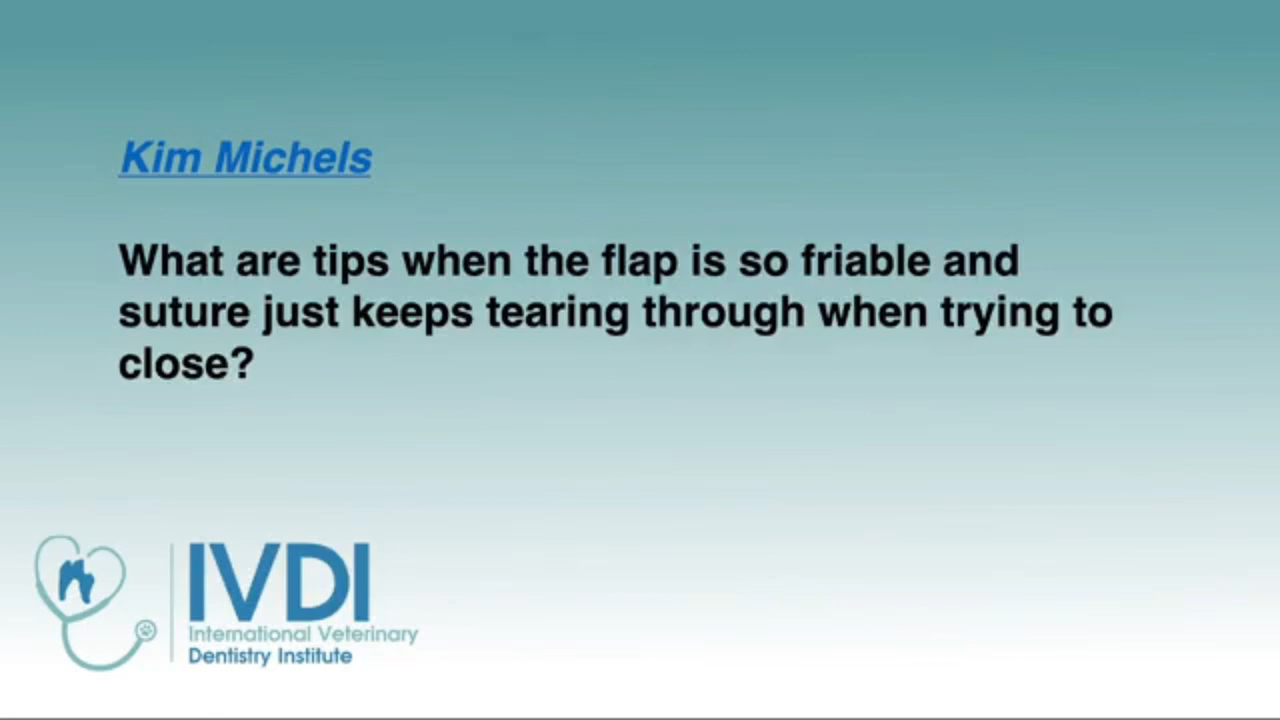 Kim Michels
What are tips when the flap is so friable and
suture just keeps tearing through when trying to
close?
IVDI
International Veterinary
Dentistry Institute